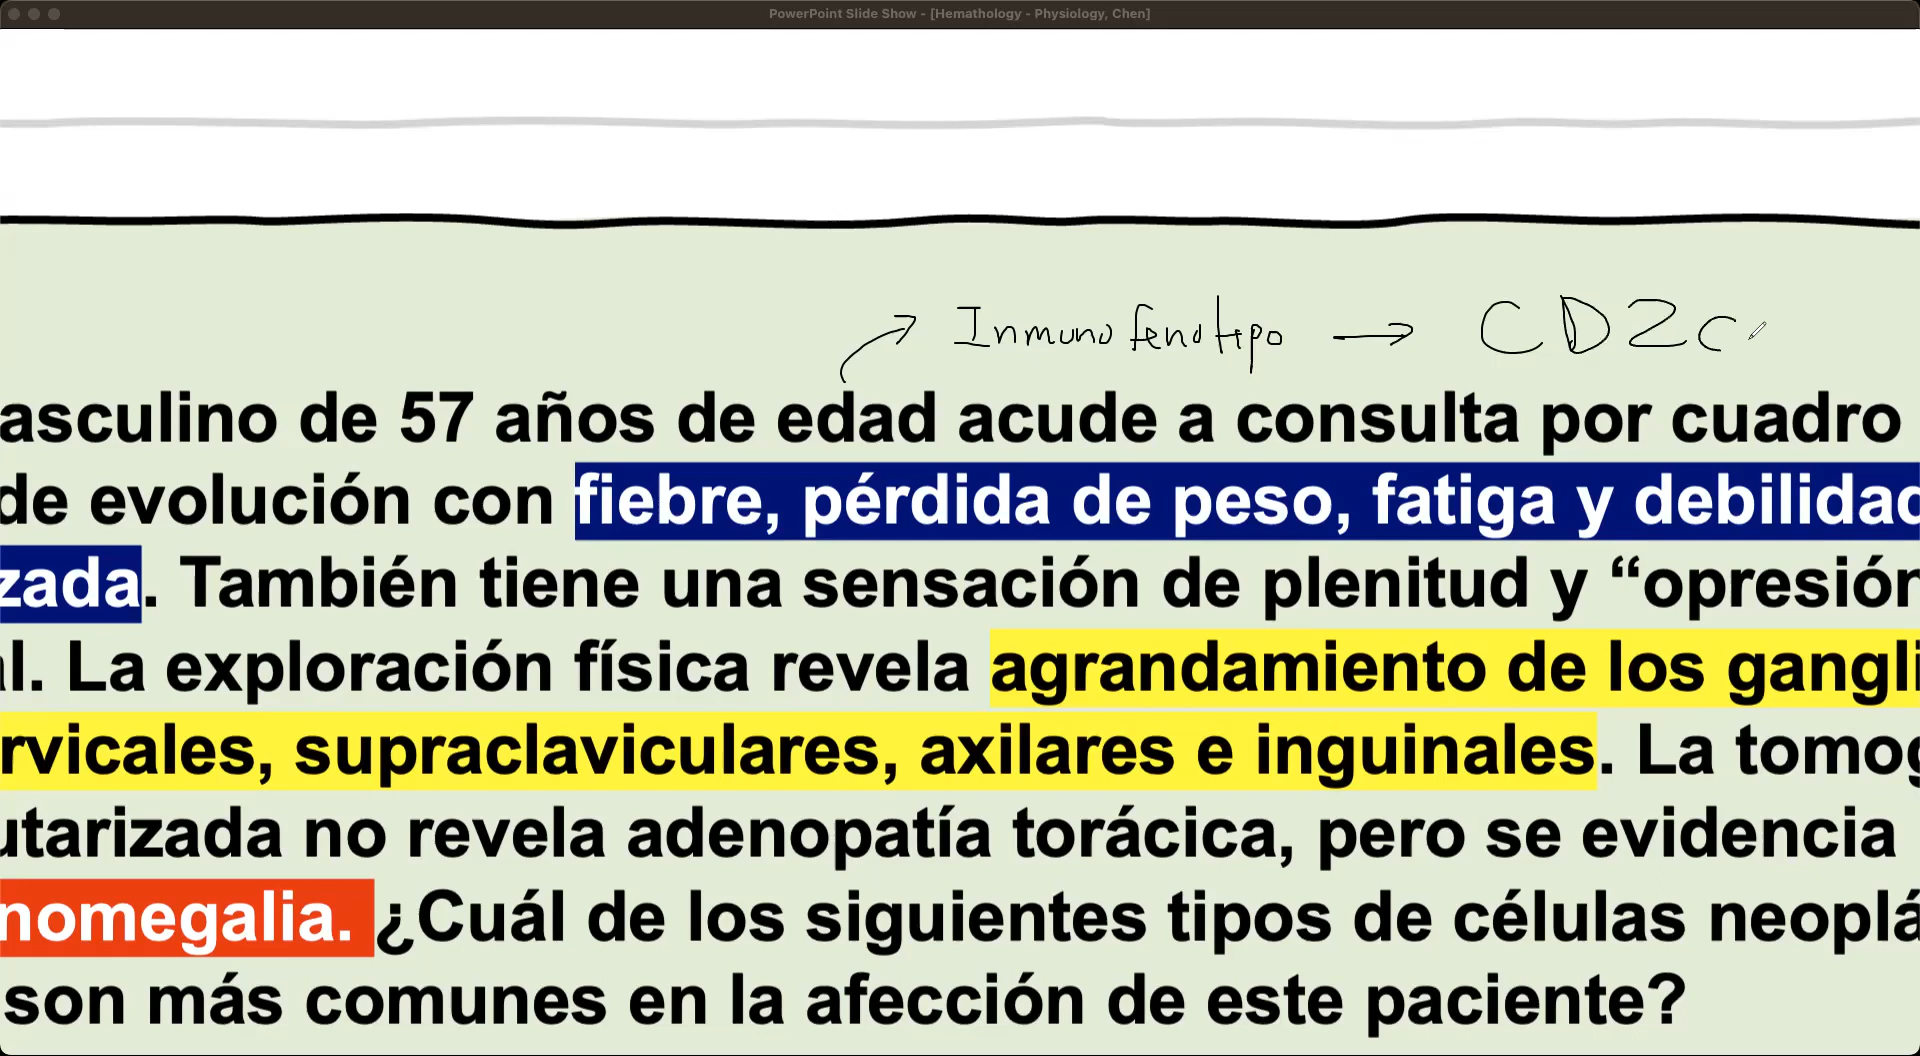 PowerPoint Slide Show - [Hemathology - Physiology, Chen]
Inmunofenotipo → CD2
asculino de 57 años de edad acude a consulta por cuadro
de evolución con fiebre, pérdida de peso, fatiga y debilidad
zada. También tiene una sensación de plenitud y “opresión
al. La exploración física revela agrandamiento de los gangli
rvicales, supraclaviculares, axilares e inguinales. La tomog
utarizada no revela adenopatía torácica, pero se evidencia
nomegalia. ¿Cuál de los siguientes tipos de células neoplá
son más comunes en la afección de este paciente?